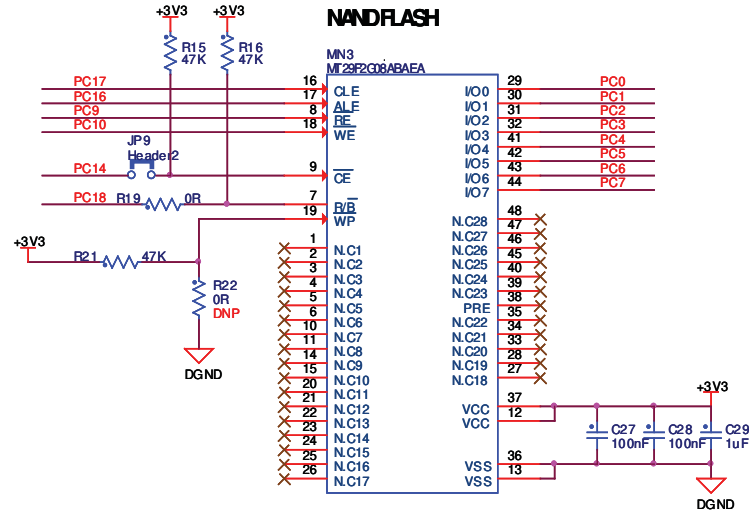 NANDFLASH
+3V3
+3V3
R15
47K
R16
47K
MN3
MT29F2G08ABAEA
PC17
16
CLE
29
I/O0
PC0
PC16
17
ALE
30
I/O1
PC1
PC9
8
RE
31
I/O2
PC2
PC10
18
WE
32
I/O3
PC3
41
I/O4
PC4
JP9
Header2
42
I/O5
PC5
PC14
9
CE
43
I/O6
PC6
44
I/O7
PC7
PC18
R19
0R
7
R/B
19
WP
48
N.C28
47
N.C27
46
N.C26
45
N.C25
40
N.C24
39
N.C23
38
PRE
35
N.C22
34
N.C21
33
N.C20
28
N.C19
27
N.C18
+3V3
R21
47K
R22
0R
DNP
DGND
1
N.C1
2
N.C2
3
N.C3
4
N.C4
5
N.C5
6
N.C6
10
N.C7
11
N.C8
14
N.C9
15
N.C10
20
N.C11
21
N.C12
22
N.C13
23
N.C14
24
N.C15
25
N.C16
26
N.C17
37
VCC
12
VCC
36
VSS
13
VSS
+3V3
C27
100nF
C28
100nF
C29
1uF
DGND